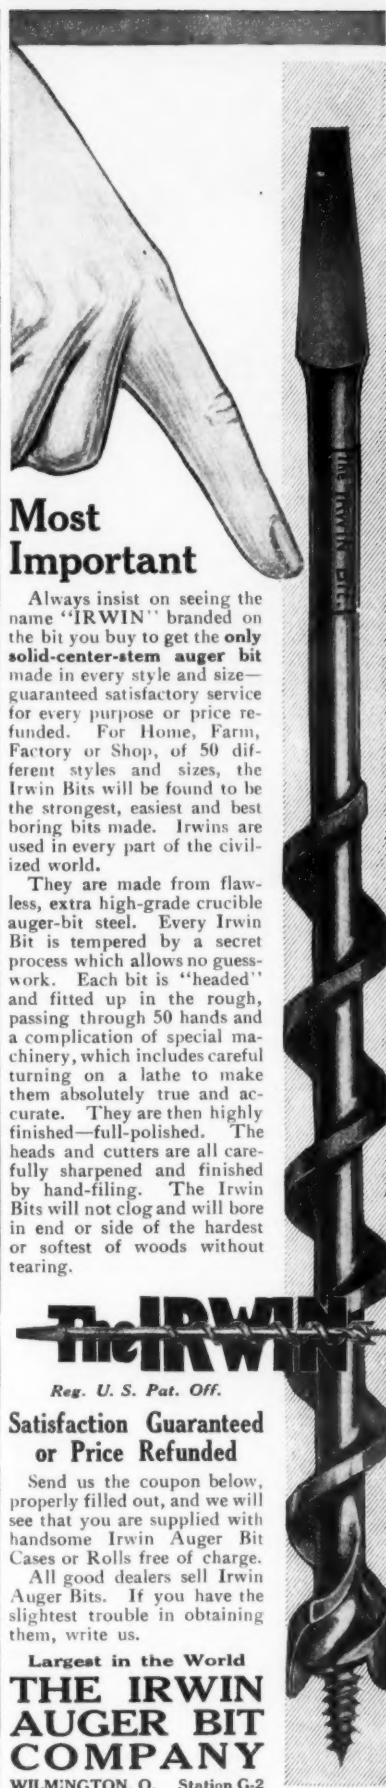 the IRWIN BIT
Most
Important
Always insist on seeing the
name "IRWIN" branded on
the bit you buy to get the only
solid-center-stem auger bit
made in every style and size—
guaranteed satisfactory service
for every purpose or price re-
funded. For Home, Farm,
Factory or Shop, of 50 dif-
ferent styles and sizes, the
Irwin Bits will be found to be
the strongest, easiest and best
boring bits made. Irwins are
used in every part of the civil-
ized world.
They are made from flaw-
less, extra high-grade crucible
auger-bit steel. Every Irwin
Bit is tempered by a secret
process which allows no guess-
work. Each bit is "headed"
and fitted up in the rough,
passing through 50 hands and
a complication of special ma-
chinery, which includes careful
turning on a lathe to make
them absolutely true and ac-
curate. They are then highly
finished—full-polished. The
heads and cutters are all care-
fully sharpened and finished
by hand-filing. The Irwin
Bits will not clog and will bore
in end or side of the hardest
or softest of woods without
tearing.
The IRWIN
Reg. U. S. Pat. Off.
Satisfaction Guaranteed
or Price Refunded
Send us the coupon below,
properly filled out, and we will
see that you are supplied with
handsome Irwin Auger Bit
Cases or Rolls free of charge.
All good dealers sell Irwin
Auger Bits. If you have the
slightest trouble in obtaining
them, write us.
Largest in the World
THE IRWIN
AUGER BIT
COMPANY
WILMINGTON, O. Station G-2